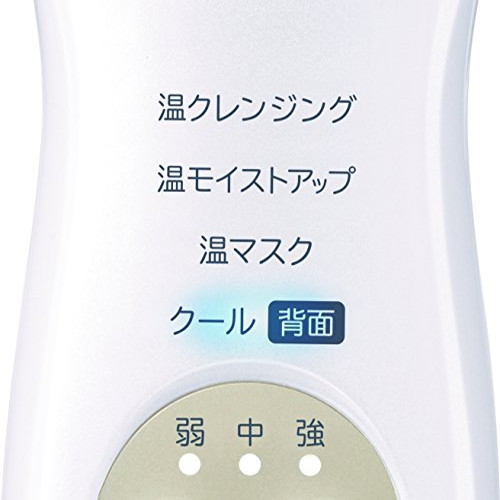 温クレンジング
温モイストアップ
温マスク
クール 背面
弱 中 強